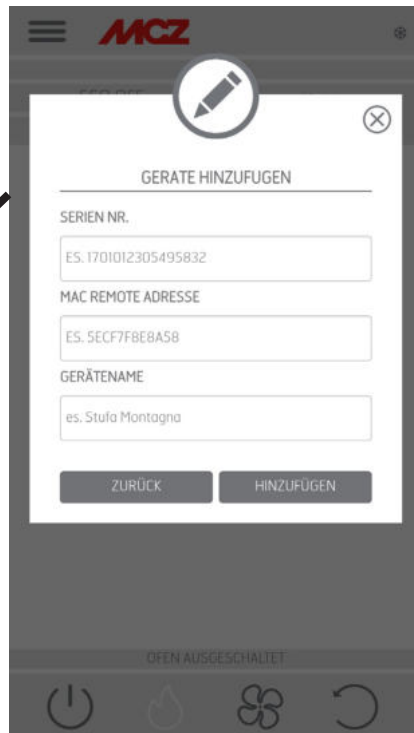 MCZ
GERATE HINZUFUGEN
SERIEN NR.
ES. 1701012305495832
MAC REMOTE ADRESSE
ES. 5ECF7F8E8A58
GERÄTENAME
es. Stufa Montagna
ZURÜCK
HINZUFÜGEN
OFEN AUSGESCHALTET